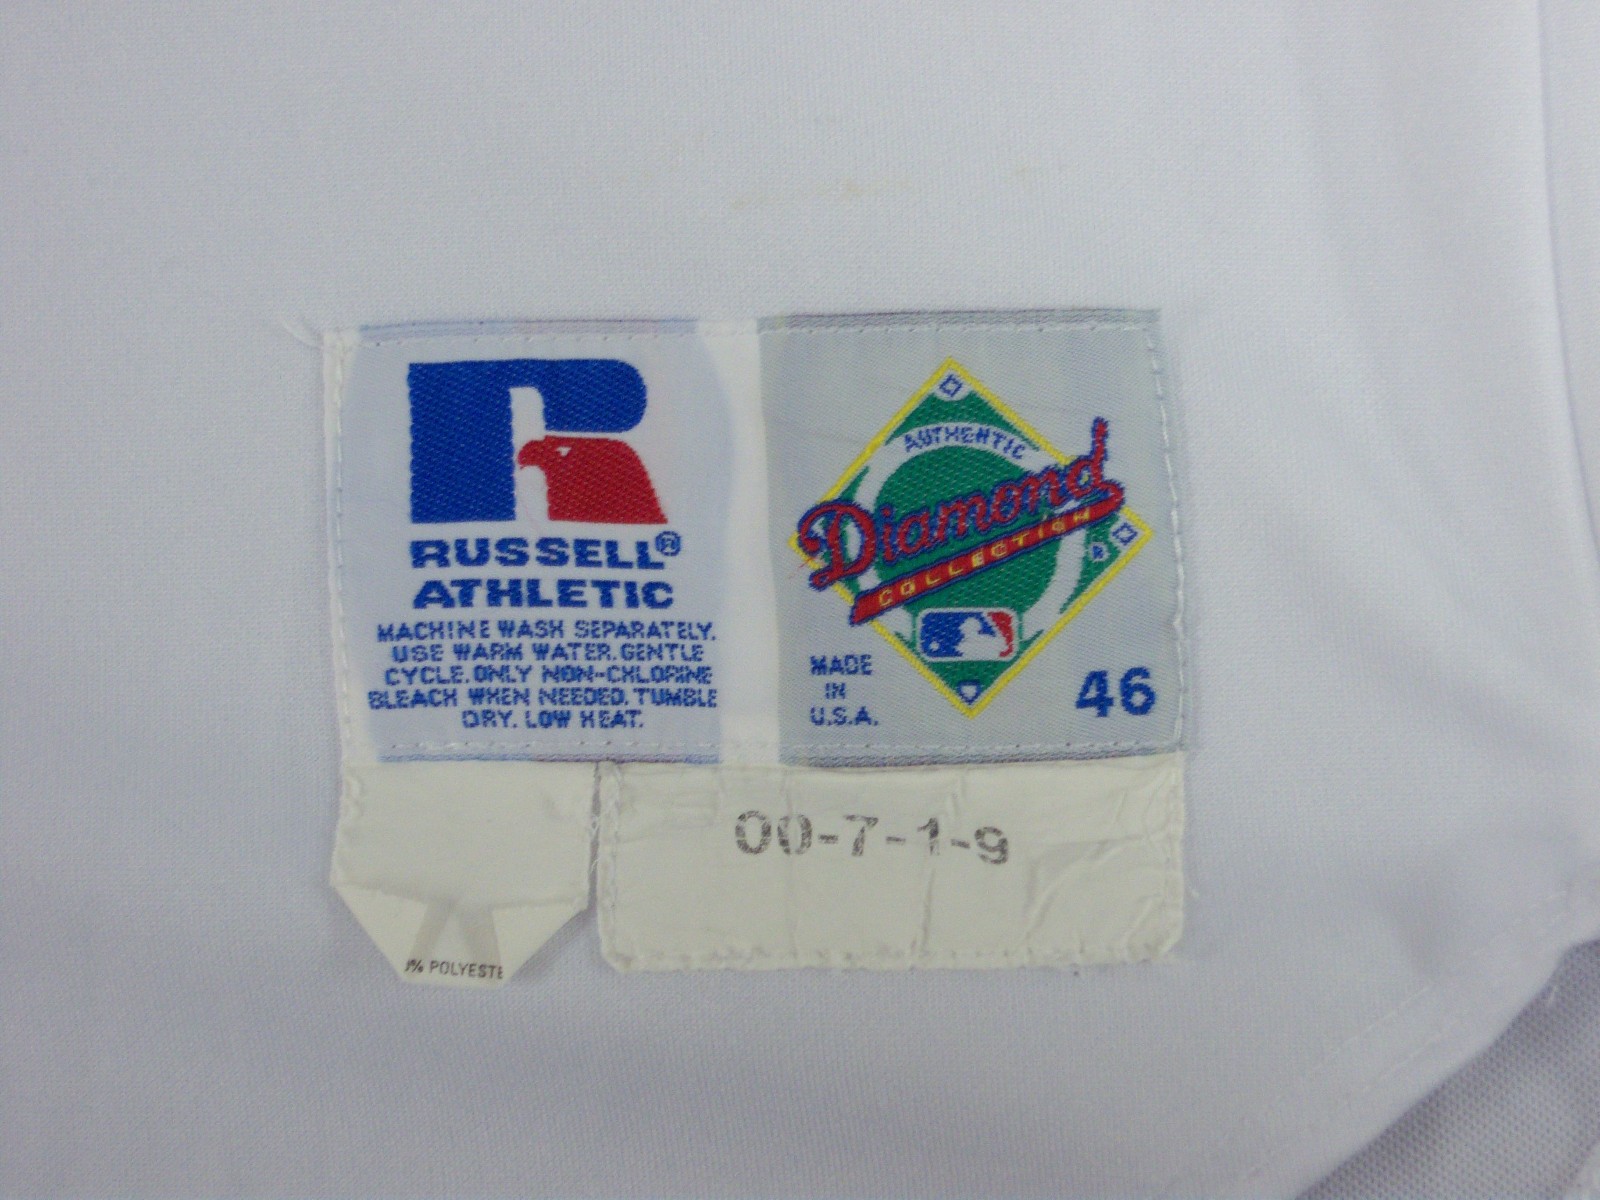 RUSSELL®
ATHLETIC
MACHINE WASH SEPARATELY.
USE WARM WATER. GENTLE
CYCLE. ONLY NON-CHLORINE
BLEACH WHEN NEEDED. TUMBLE
DRY. LOW HEAT.
AUTHENTIC
Diamond
COLLECTION
®
MADE
IN
U.S.A.
46
00-7-1-9
% POLYESTE